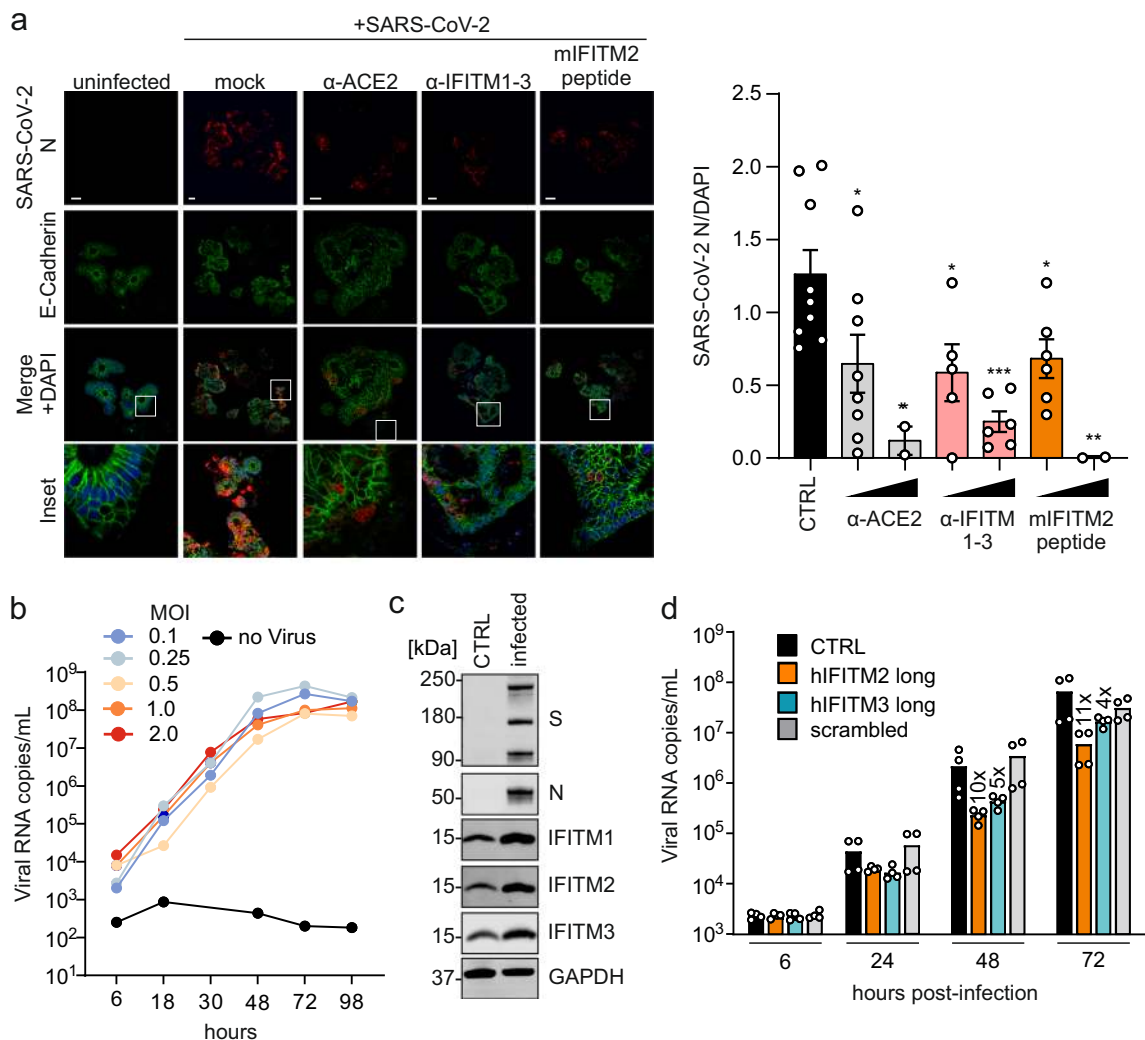 a
+SARS-CoV-2
uninfected
mock
α-ACE2
α-IFITM1-3
mIFITM2
peptide
SARS-CoV-2
N
E-Cadherin
Merge
+DAPI
Inset
SARS-CoV-2 N/DAPI
2.5
2.0
1.5
1.0
0.5
0.0
*
*
*
***
*
**
CTRL
α-ACE2
α-IFITM
1-3
mIFITM2
peptide
b
MOI
0.1
0.25
0.5
1.0
2.0
no Virus
Viral RNA copies/mL
10⁹
10⁸
10⁷
10⁶
10⁵
10⁴
10³
10²
10¹
6 18 30 48 72 98
hours
c
[kDa]
CTRL
infected
250
180
90
S
50
N
15
IFITM1
15
IFITM2
15
IFITM3
37
GAPDH
d
CTRL
hIFITM2 long
hIFITM3 long
scrambled
Viral RNA copies/mL
10⁹
10⁸
10⁷
10⁶
10⁵
10⁴
10³
10x
5x
11x
4x
6 24 48 72
hours post-infection